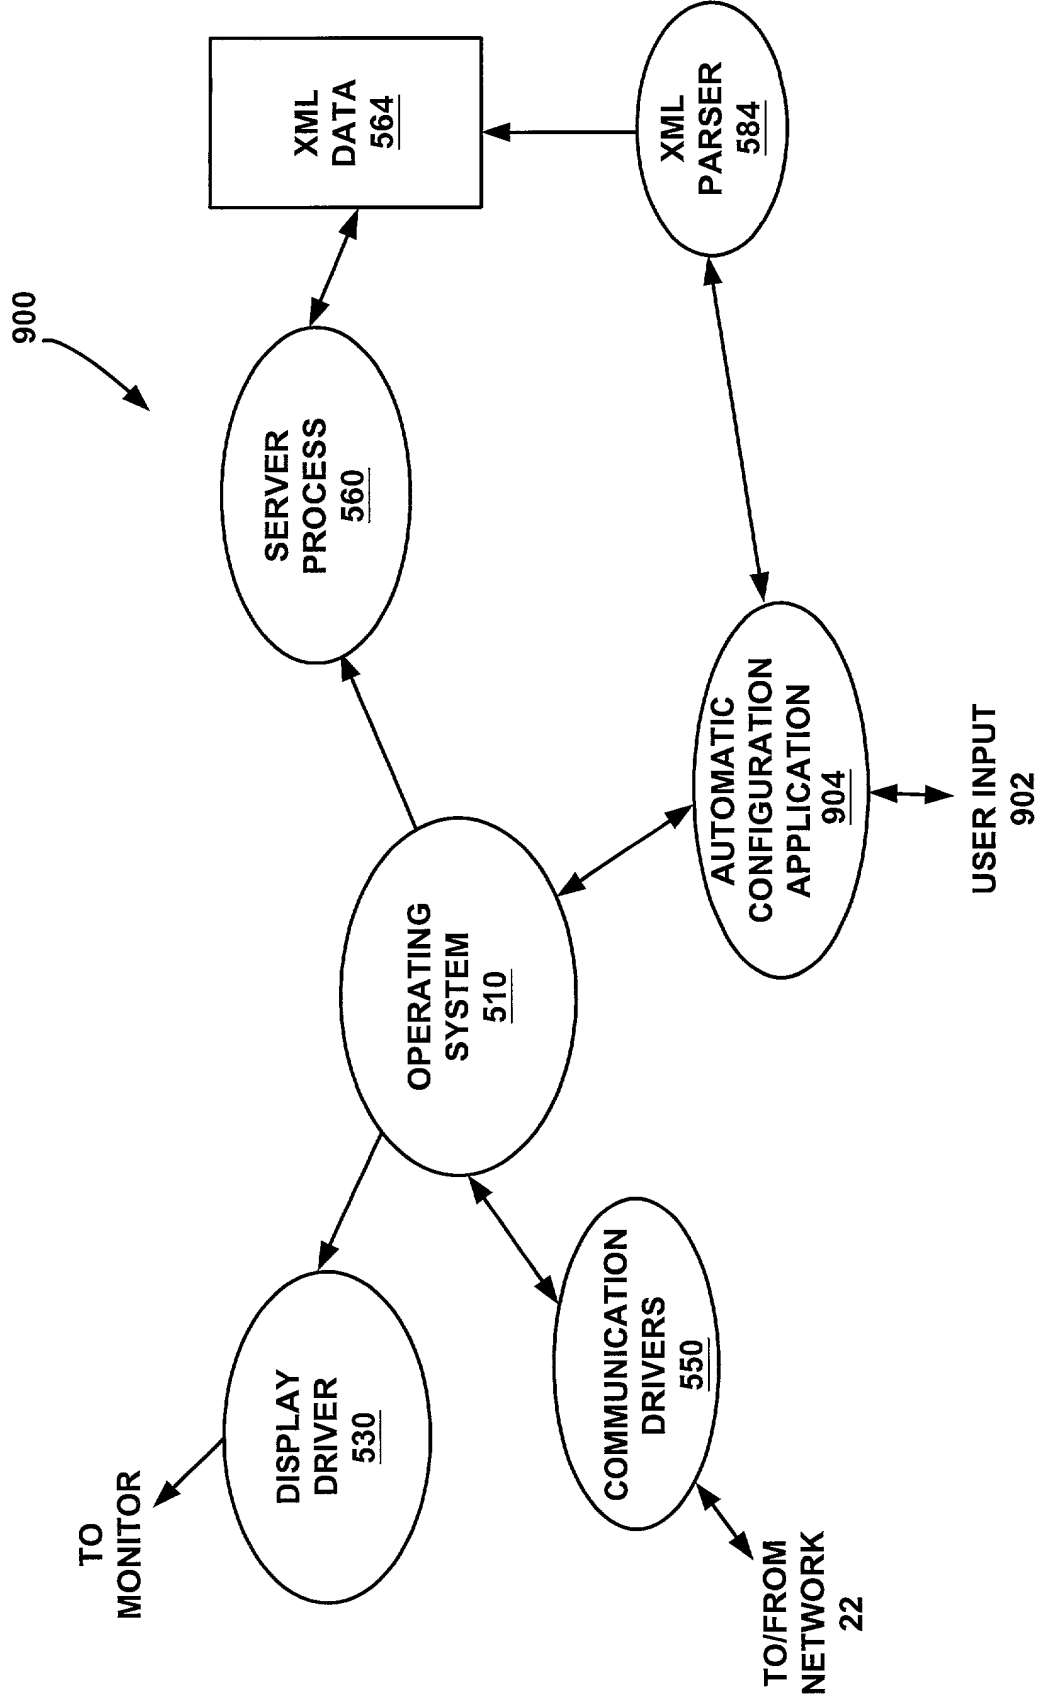 900
TO
MONITOR
DISPLAY
DRIVER
530
SERVER
PROCESS
560
XML
DATA
564
OPERATING
SYSTEM
510
COMMUNICATION
DRIVERS
550
TO/FROM
NETWORK
22
AUTOMATIC
CONFIGURATION
APPLICATION
904
XML
PARSER
584
USER INPUT
902